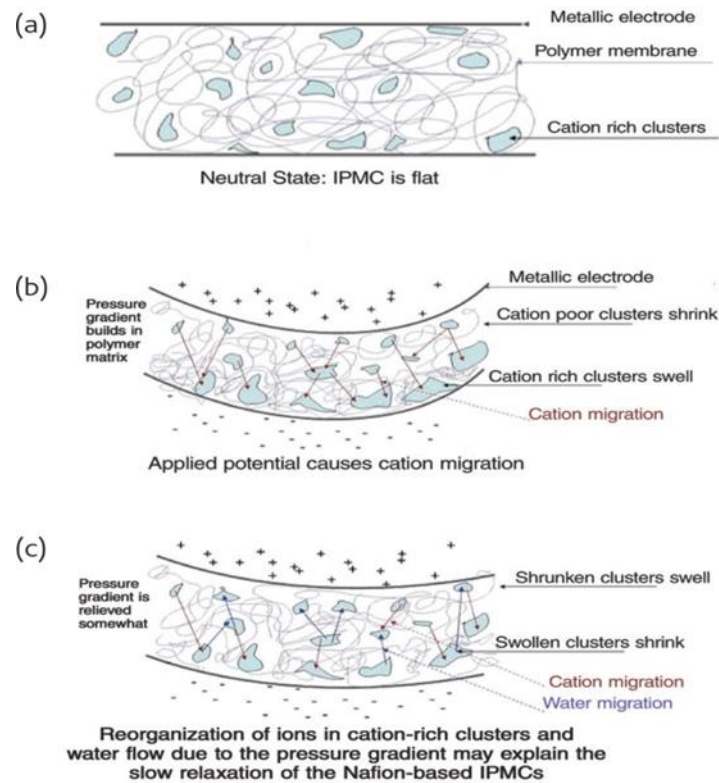 (a)
Metallic electrode
Polymer membrane
Cation rich clusters
Neutral State: IPMC is flat
(b)
Metallic electrode
Pressure
gradient
builds in
polymer
matrix
Cation poor clusters shrink
Cation rich clusters swell
Cation migration
Applied potential causes cation migration
(c)
Pressure
gradient is
relieved
somewhat
Shrunken clusters swell
Swollen clusters shrink
Cation migration
Water migration
Reorganization of ions in cation-rich clusters and
water flow due to the pressure gradient may explain the
slow relaxation of the Nafion-based IPMCs